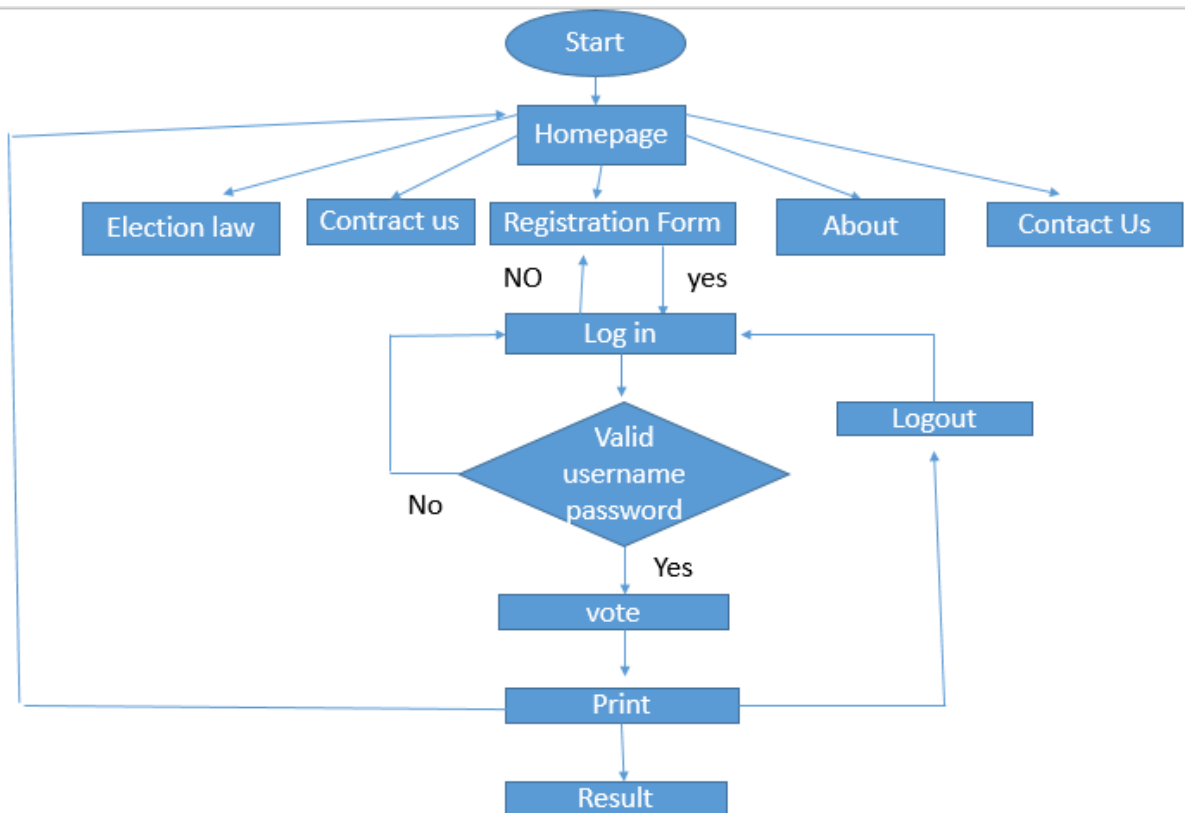 Start
Homepage
Election law
Contract us
Registration Form
About
Contact Us
NO
yes
Log in
Logout
Valid
username
password
No
Yes
vote
Print
Result